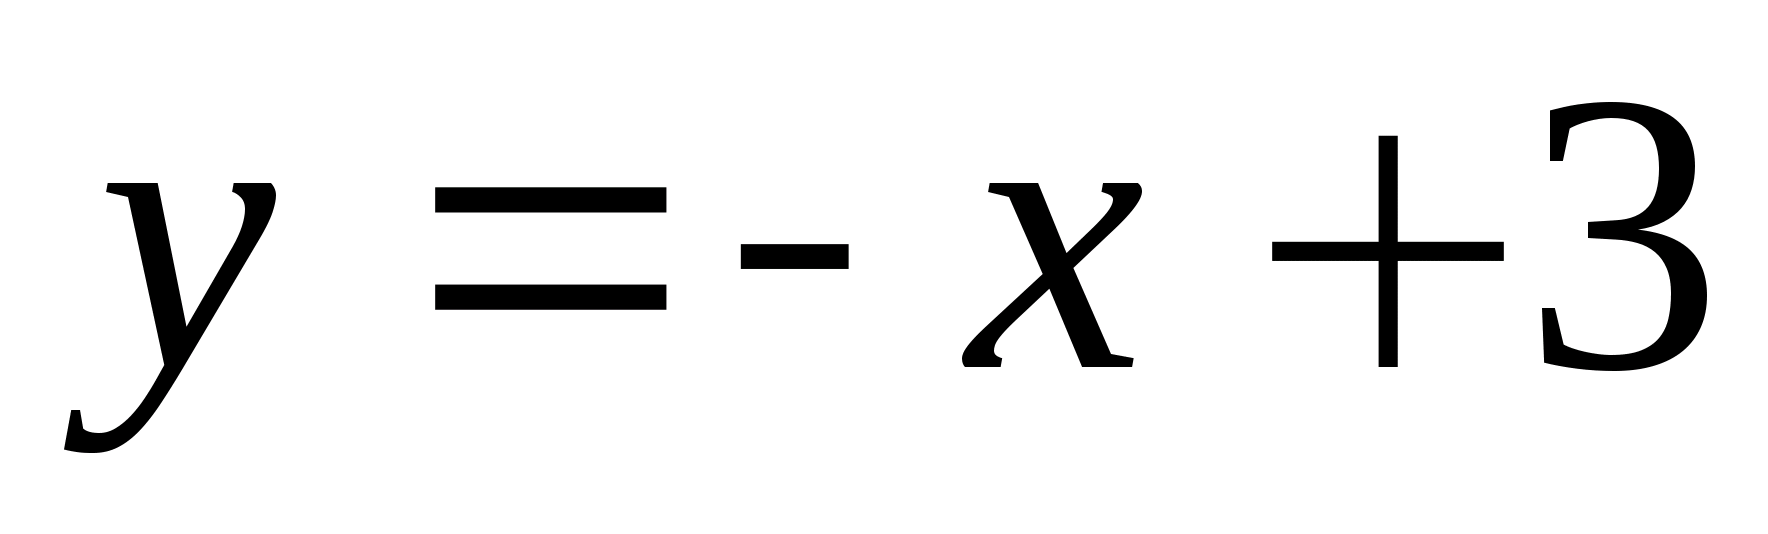 y = - x +3